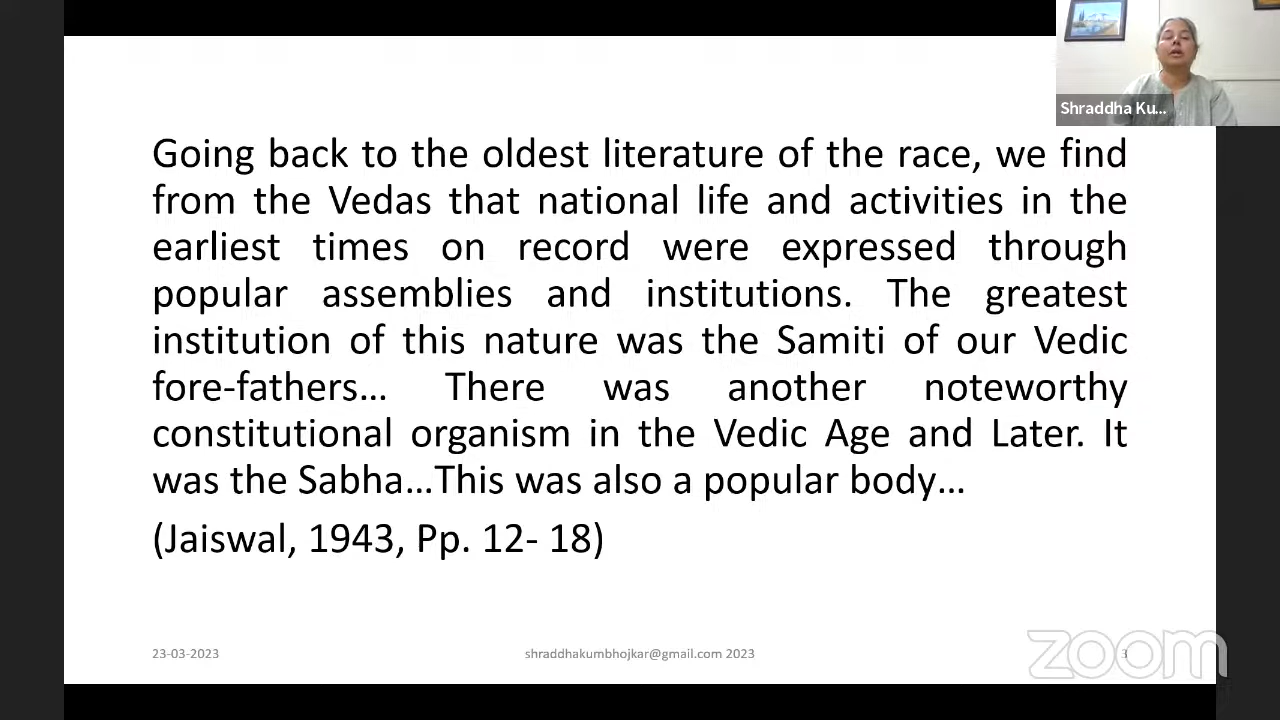 Shraddha Ku...
Going back to the oldest literature of the race, we find
from the Vedas that national life and activities in the
earliest times on record were expressed through
popular assemblies and institutions. The greatest
institution of this nature was the Samiti of our Vedic
fore-fathers… There was another noteworthy
constitutional organism in the Vedic Age and Later. It
was the Sabha…This was also a popular body…
(Jaiswal, 1943, Pp. 12- 18)
23-03-2023
shraddhakumbhojkar@gmail.com 2023
3
zoom